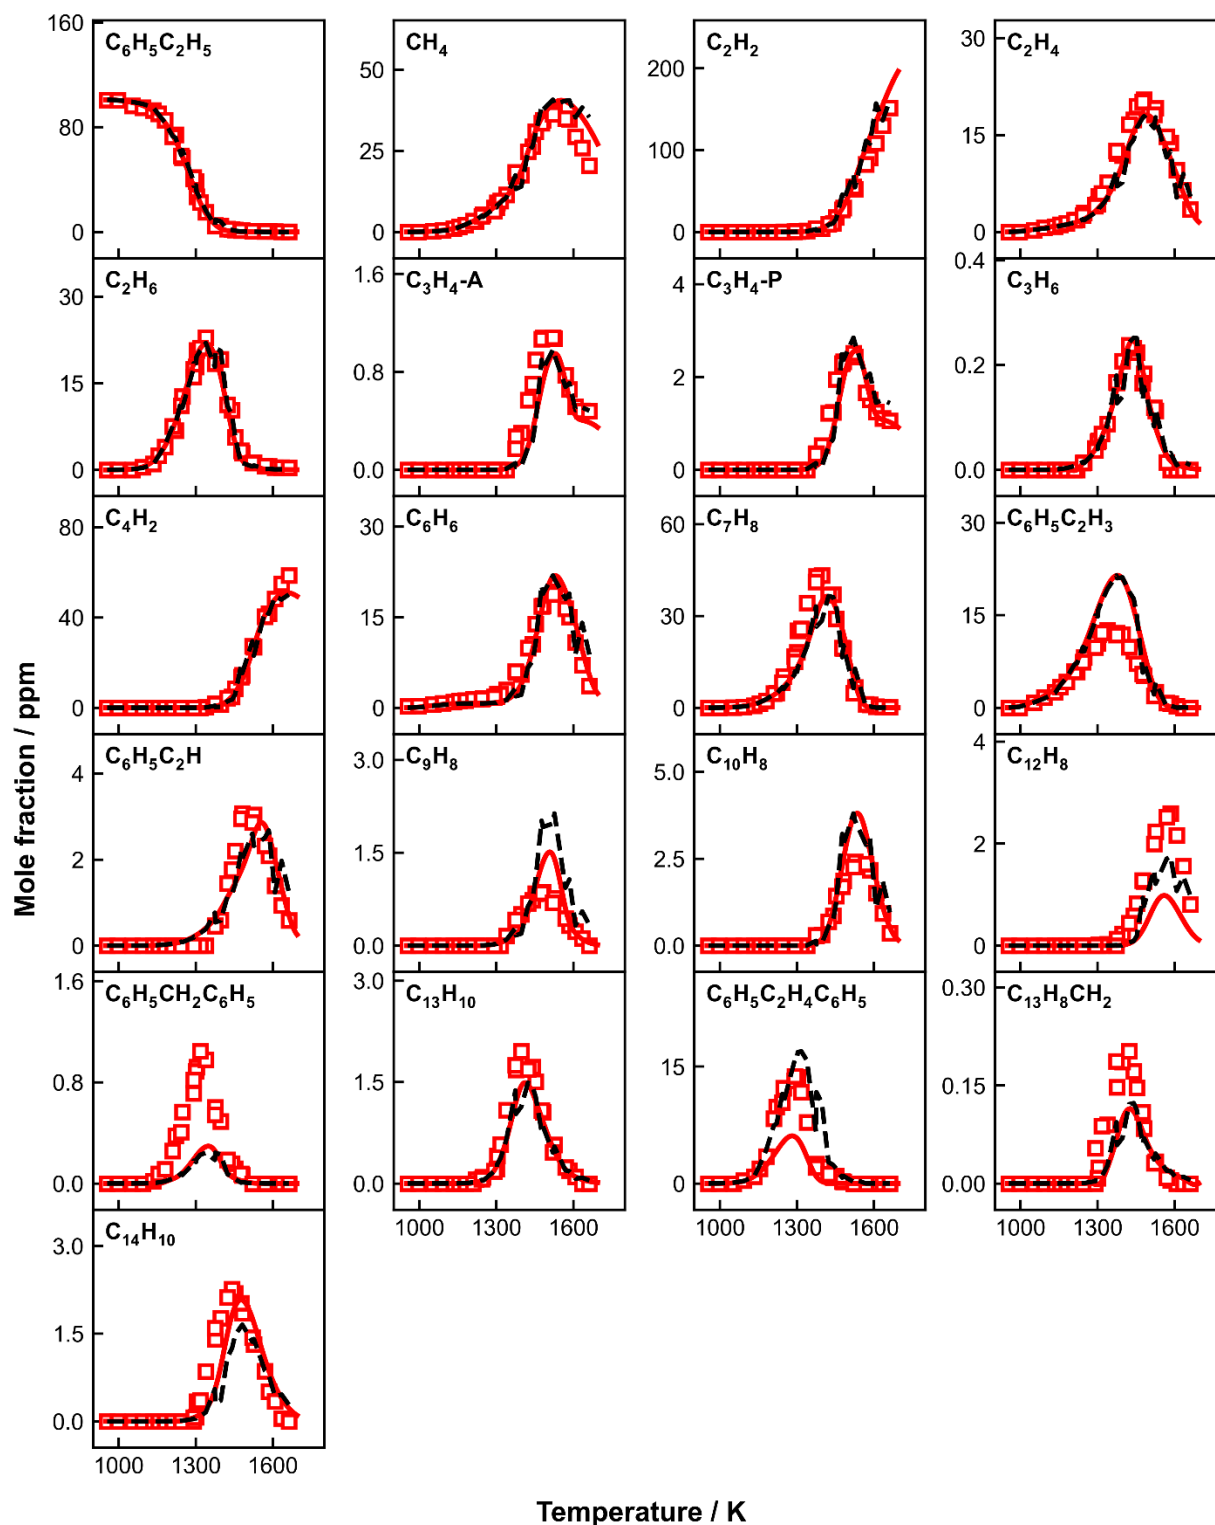 Mole fraction / ppm
C₆H₅C₂H₅
160
80
0
CH₄
50
25
0
C₂H₂
200
100
0
C₂H₄
30
15
0
C₂H₆
30
15
0
C₃H₄-A
1.6
0.8
0.0
C₃H₄-P
4
2
0
C₃H₆
0.4
0.2
0.0
C₄H₂
80
40
0
C₆H₆
30
15
0
C₇H₈
60
30
0
C₆H₅C₂H₃
30
15
0
C₆H₅C₂H
4
2
0
C₉H₈
3.0
1.5
0.0
C₁₀H₈
5.0
2.5
0.0
C₁₂H₈
4
2
0
C₆H₅CH₂C₆H₅
1.6
0.8
0.0
C₁₃H₁₀
3.0
1.5
0.0
1000 1300 1600
C₆H₅C₂H₄C₆H₅
15
0
1000 1300 1600
C₁₃H₈CH₂
0.30
0.15
0.00
1000 1300 1600
C₁₄H₁₀
3.0
1.5
0.0
1000 1300 1600
Temperature / K